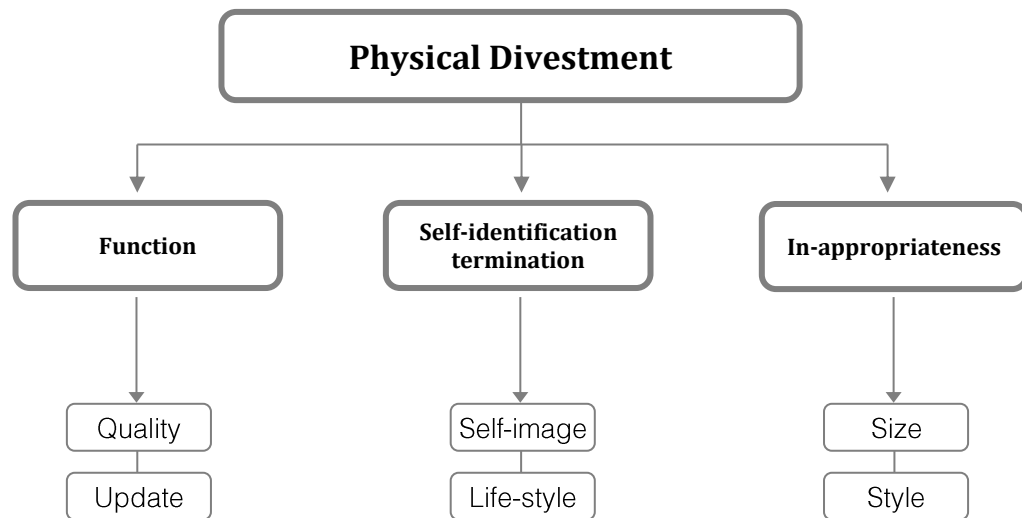 Physical Divestment
Function
Self-identification
termination
In-appropriateness
Quality
Self-image
Size
Update
Life-style
Style